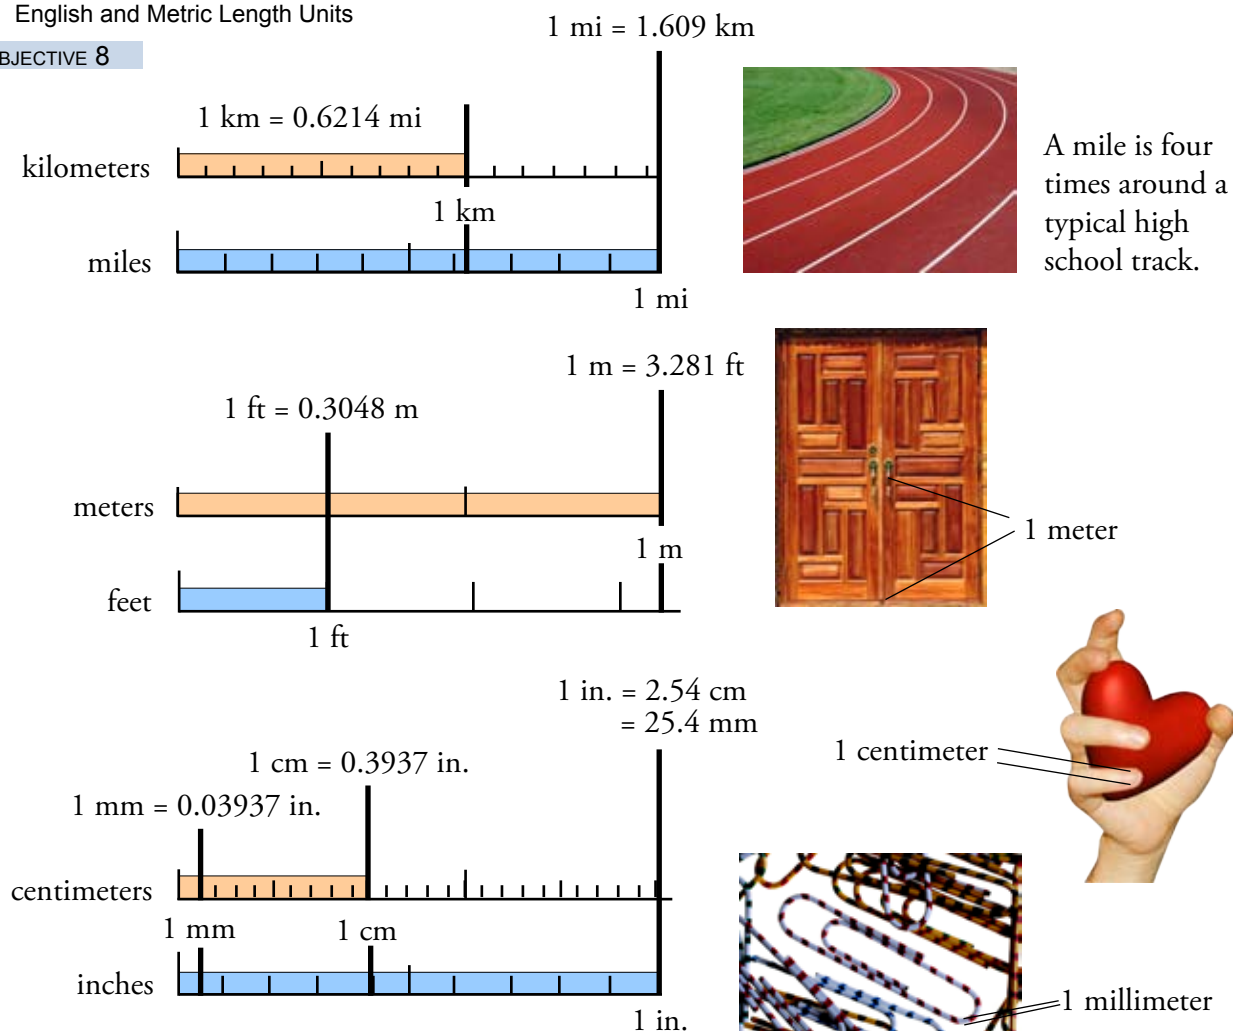 English and Metric Length Units
BJECTIVE 8
1 mi = 1.609 km
1 km = 0.6214 mi
kilometers
1 km
miles
1 mi
A mile is four
times around a
typical high
school track.
1 m = 3.281 ft
1 ft = 0.3048 m
meters
1 m
feet
1 ft
1 meter
1 in. = 2.54 cm
= 25.4 mm
1 cm = 0.3937 in.
1 mm = 0.03937 in.
centimeters
1 mm
1 cm
inches
1 in.
1 centimeter
1 millimeter